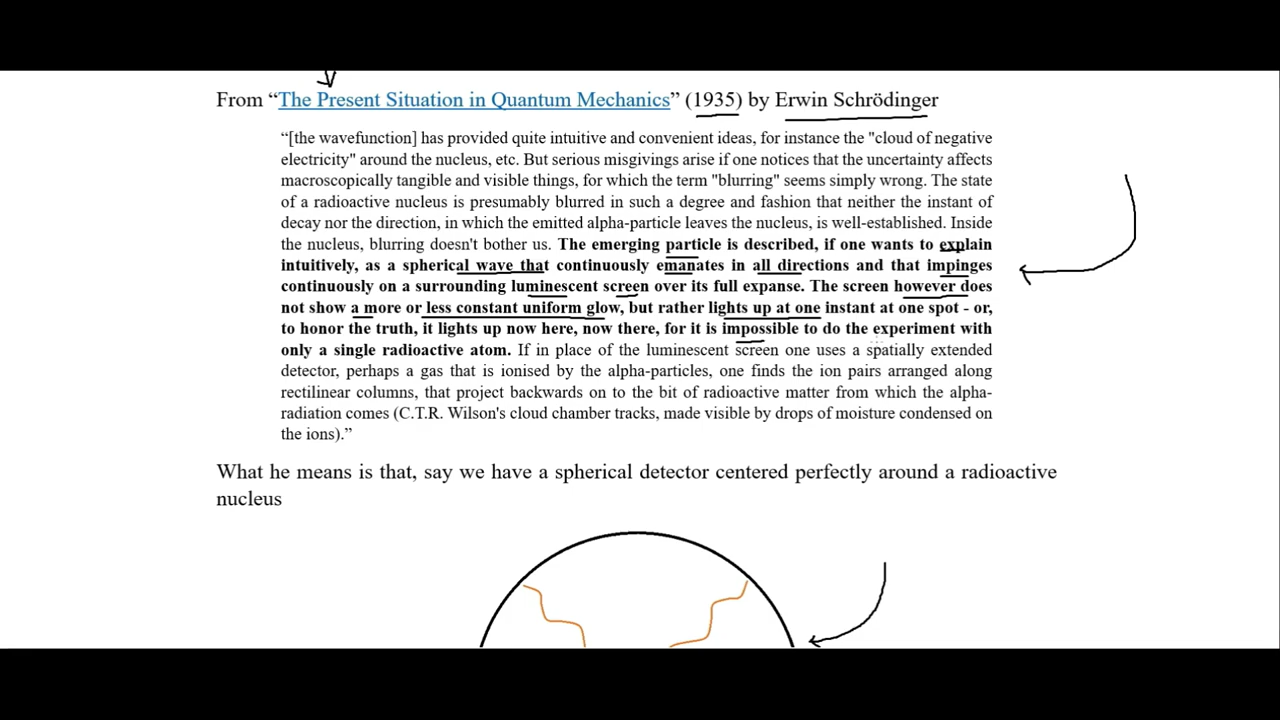 From “The Present Situation in Quantum Mechanics” (1935) by Erwin Schrödinger
“[the wavefunction] has provided quite intuitive and convenient ideas, for instance the "cloud of negative
electricity" around the nucleus, etc. But serious misgivings arise if one notices that the uncertainty affects
macroscopically tangible and visible things, for which the term "blurring" seems simply wrong. The state
of a radioactive nucleus is presumably blurred in such a degree and fashion that neither the instant of
decay nor the direction, in which the emitted alpha-particle leaves the nucleus, is well-established. Inside
the nucleus, blurring doesn't bother us. The emerging particle is described, if one wants to explain
intuitively, as a spherical wave that continuously emanates in all directions and that impinges
continuously on a surrounding luminescent screen over its full expanse. The screen however does
not show a more or less constant uniform glow, but rather lights up at one instant at one spot - or,
to honor the truth, it lights up now here, now there, for it is impossible to do the experiment with
only a single radioactive atom. If in place of the luminescent screen one uses a spatially extended
detector, perhaps a gas that is ionised by the alpha-particles, one finds the ion pairs arranged along
rectilinear columns, that project backwards on to the bit of radioactive matter from which the alpha-
radiation comes (C.T.R. Wilson's cloud chamber tracks, made visible by drops of moisture condensed on
the ions).”
What he means is that, say we have a spherical detector centered perfectly around a radioactive
nucleus